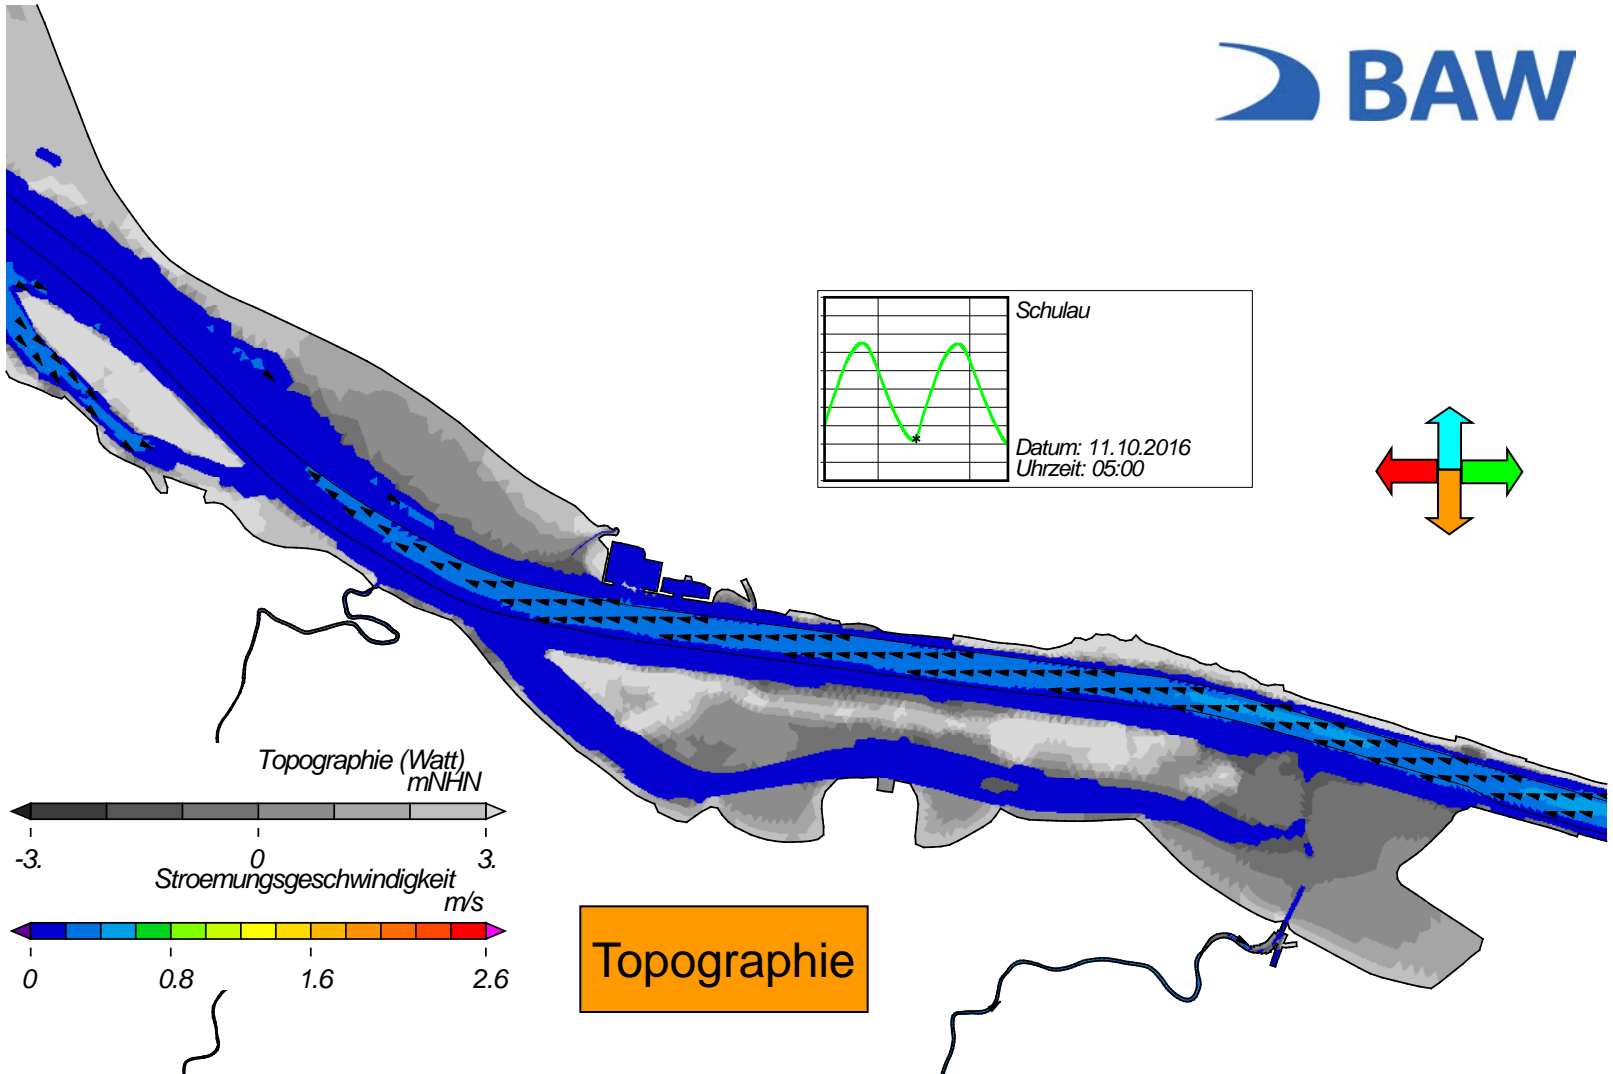 BAW
Schulau
Datum: 11.10.2016
Uhrzeit: 05:00
Topographie (Watt)
mNHN
-3. 0 3.
Stroemungsgeschwindigkeit
m/s
0 0.8 1.6 2.6
Topographie